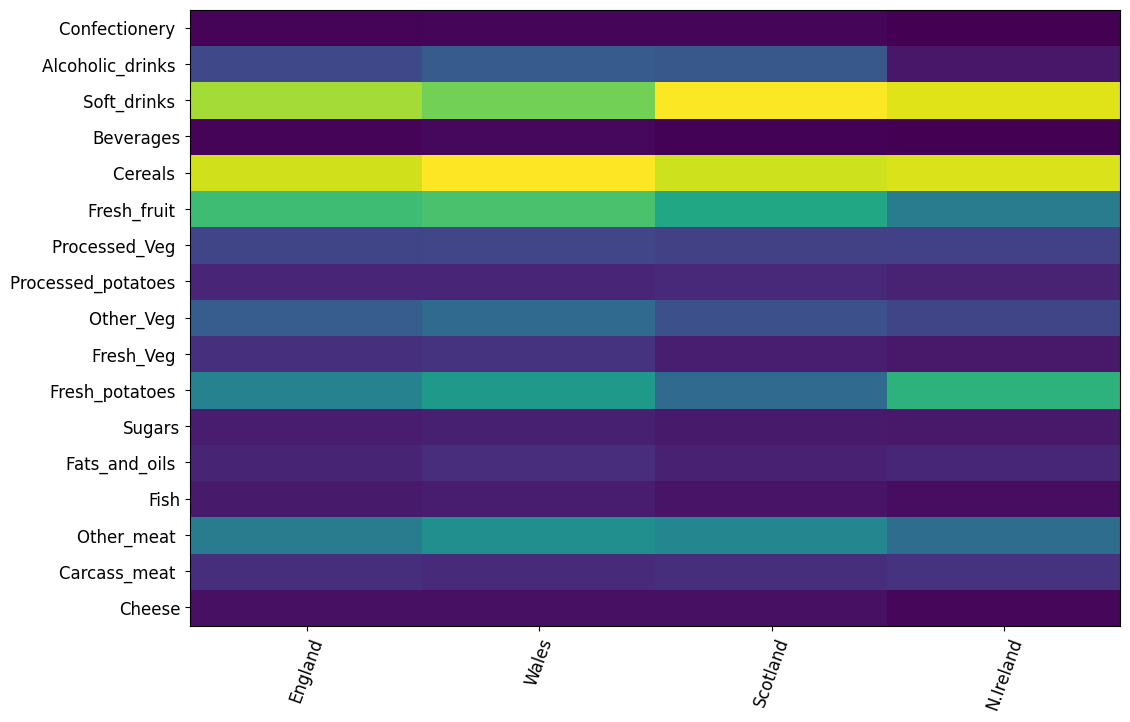 Confectionery
Alcoholic_drinks
Soft_drinks
Beverages
Cereals
Fresh_fruit
Processed_Veg
Processed_potatoes
Other_Veg
Fresh_Veg
Fresh_potatoes
Sugars
Fats_and_oils
Fish
Other_meat
Carcass_meat
Cheese
England
Wales
Scotland
N.Ireland